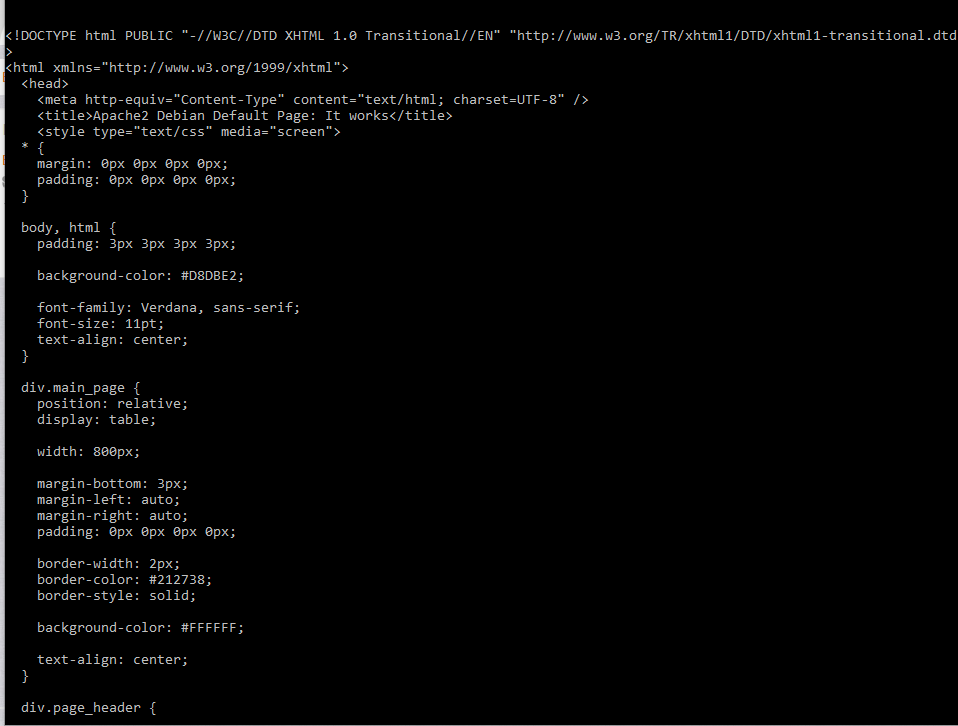 <!DOCTYPE html PUBLIC "-//W3C//DTD XHTML 1.0 Transitional//EN" "http://www.w3.org/TR/xhtml1/DTD/xhtml1-transitional.dtd
>
<html xmlns="http://www.w3.org/1999/xhtml">
  <head>
    <meta http-equiv="Content-Type" content="text/html; charset=UTF-8" />
    <title>Apache2 Debian Default Page: It works</title>
    <style type="text/css" media="screen">
  * {
    margin: 0px 0px 0px 0px;
    padding: 0px 0px 0px 0px;
  }

  body, html {
    padding: 3px 3px 3px 3px;

    background-color: #D8DBE2;

    font-family: Verdana, sans-serif;
    font-size: 11pt;
    text-align: center;
  }

  div.main_page {
    position: relative;
    display: table;

    width: 800px;

    margin-bottom: 3px;
    margin-left: auto;
    margin-right: auto;
    padding: 0px 0px 0px 0px;

    border-width: 2px;
    border-color: #212738;
    border-style: solid;

    background-color: #FFFFFF;

    text-align: center;
  }

  div.page_header {